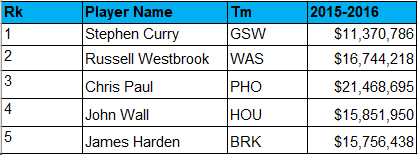 Rk Player Name Tm 2015-2016
1 Stephen Curry GSW $11,370,786
2 Russell Westbrook WAS $16,744,218
3 Chris Paul PHO $21,468,695
4 John Wall HOU $15,851,950
5 James Harden BRK $15,756,438